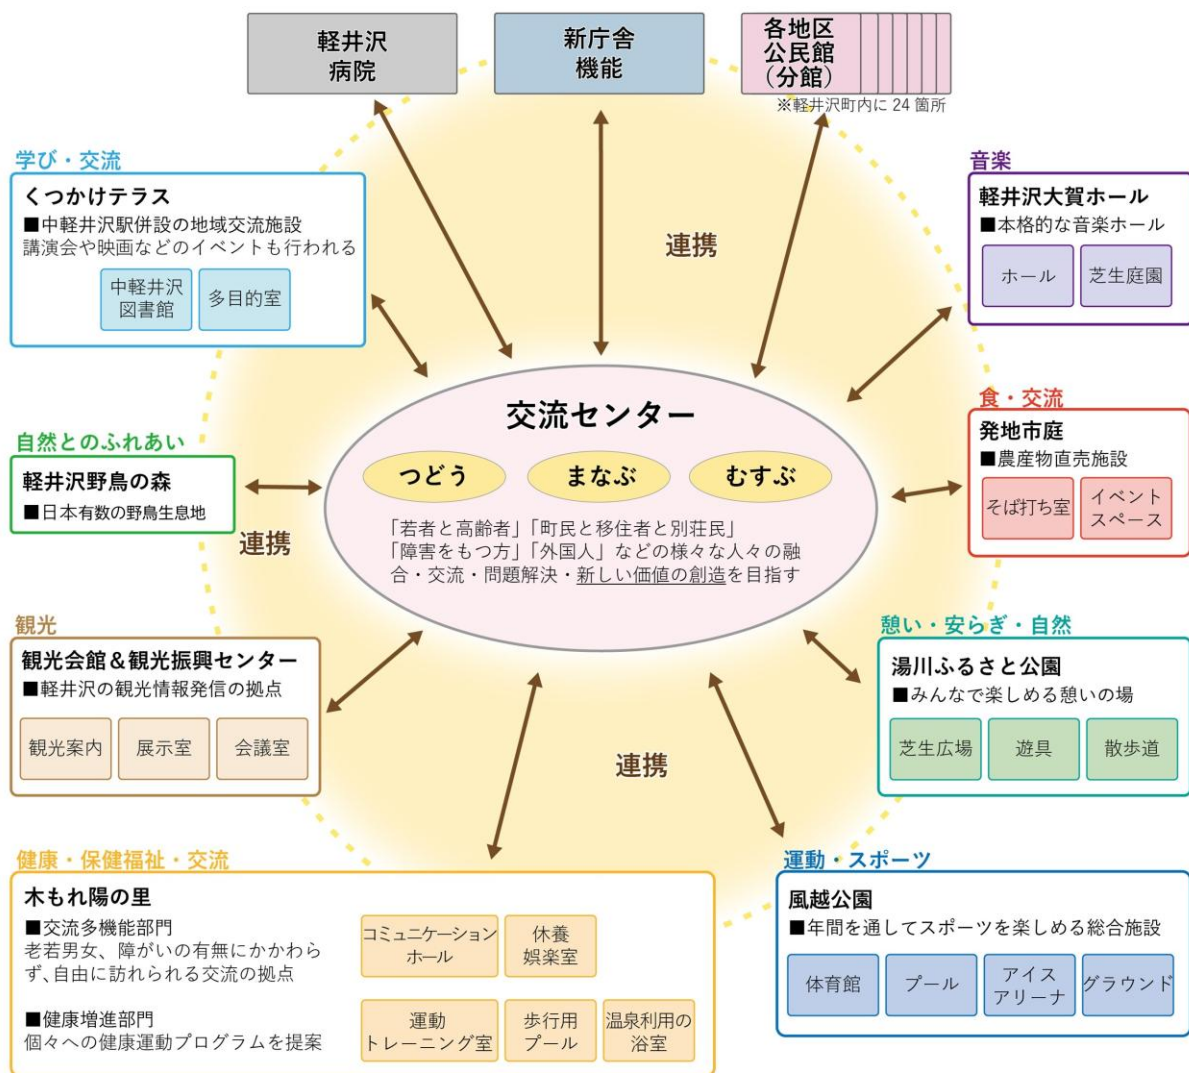 軽井沢
病院
新庁舎
機能
各地区
公民館
（分館）
※軽井沢町内に 24 箇所
学び・交流
くつかけテラス
■中軽井沢駅併設の地域交流施設
講演会や映画などのイベントも行われる
中軽井沢
図書館
多目的室
連携
音楽
軽井沢大賀ホール
■本格的な音楽ホール
ホール
芝生庭園
交流センター
つどう
まなぶ
むすぶ
「若者と高齢者」「町民と移住者と別荘民」
「障害をもつ方」「外国人」などの様々な人々の融
合・交流・問題解決・新しい価値の創造を目指す
食・交流
発地市庭
■農産物直売施設
そば打ち室
イベント
スペース
自然とのふれあい
軽井沢野鳥の森
■日本有数の野鳥生息地
連携
観光
観光会館＆観光振興センター
■軽井沢の観光情報発信の拠点
観光案内
展示室
会議室
憩い・安らぎ・自然
湯川ふるさと公園
■みんなで楽しめる憩いの場
芝生広場
遊具
散歩道
連携
健康・保健福祉・交流
木もれ陽の里
■交流多機能部門
老若男女、障がいの有無にかかわら
ず、自由に訪れられる交流の拠点
コミュニケーション
ホール
休養
娯楽室
■健康増進部門
個々への健康運動プログラムを提案
運動
トレーニング室
歩行用
プール
温泉利用の
浴室
運動・スポーツ
風越公園
■年間を通してスポーツを楽しめる総合施設
体育館
プール
アイス
アリーナ
グラウンド